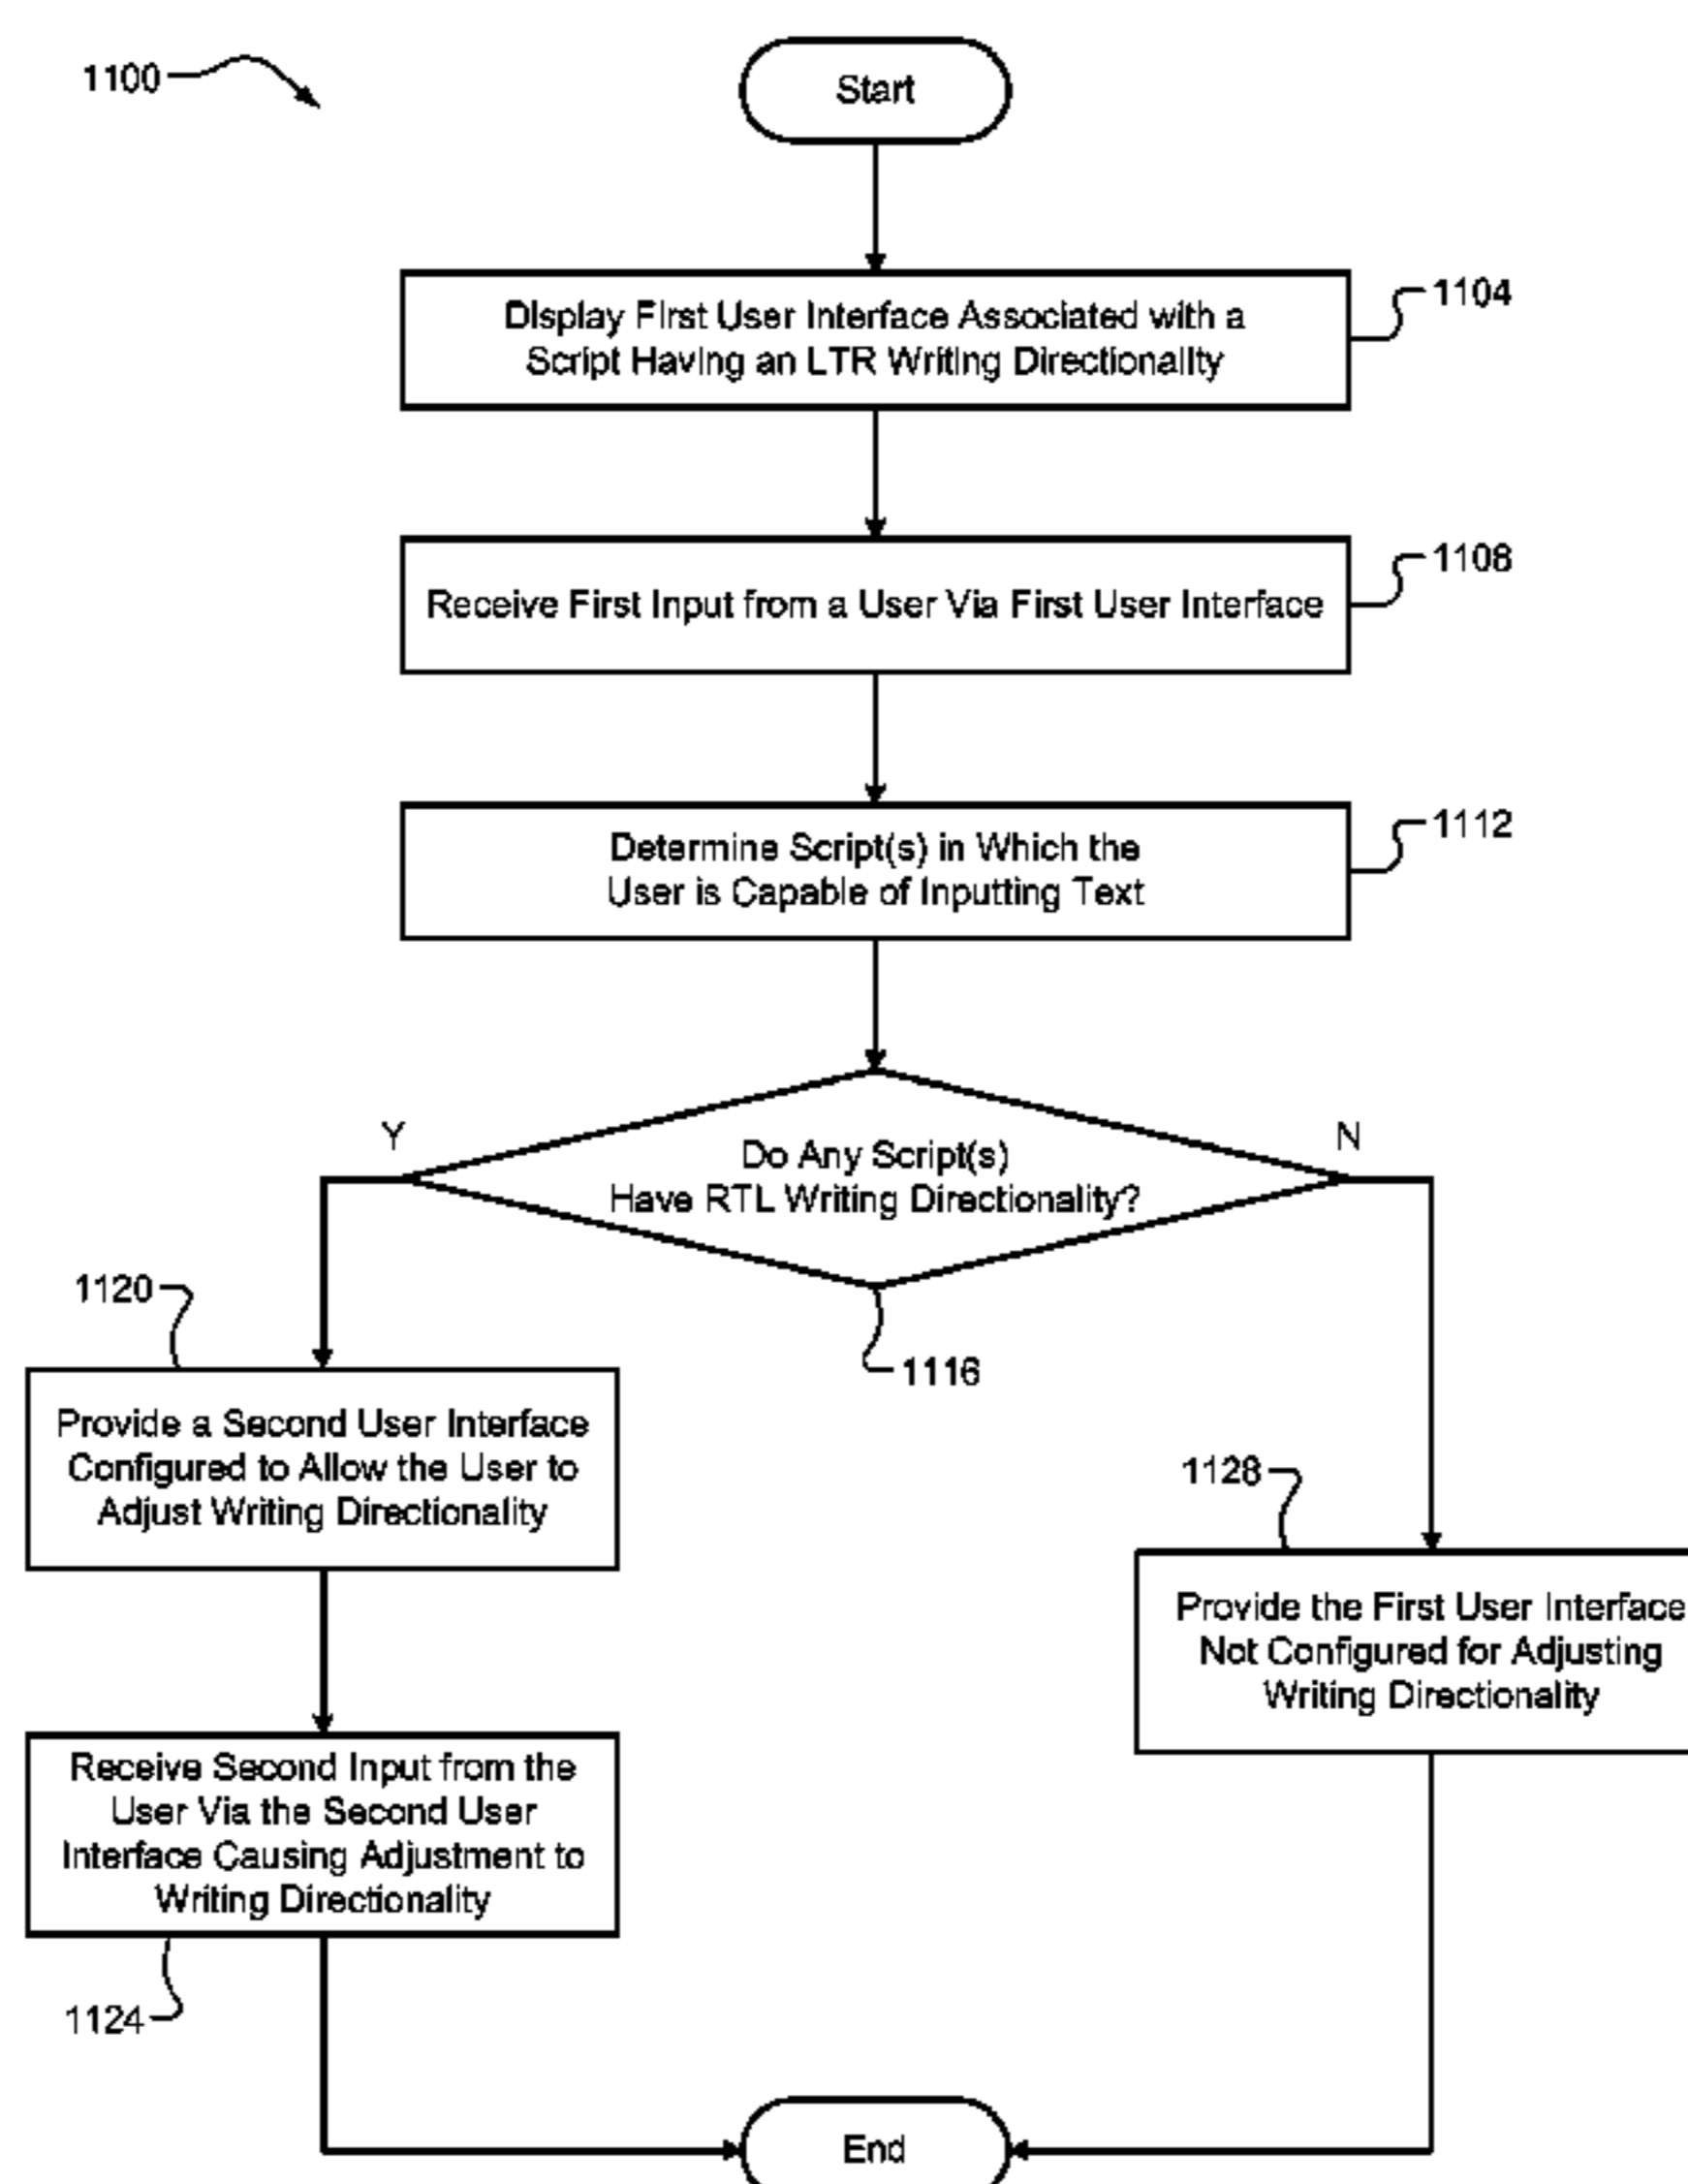 1100
Start
Display First User Interface Associated with a
Script Having an LTR Writing Directionality
1104
Receive First Input from a User Via First User Interface
1108
Determine Script(s) in Which the
User is Capable of Inputting Text
1112
Y
N
Do Any Script(s)
Have RTL Writing Directionality?
1116
1120
Provide a Second User Interface
Configured to Allow the User to
Adjust Writing Directionality
1128
Provide the First User Interface
Not Configured for Adjusting
Writing Directionality
Receive Second Input from the
User Via the Second User
Interface Causing Adjustment to
Writing Directionality
1124
End